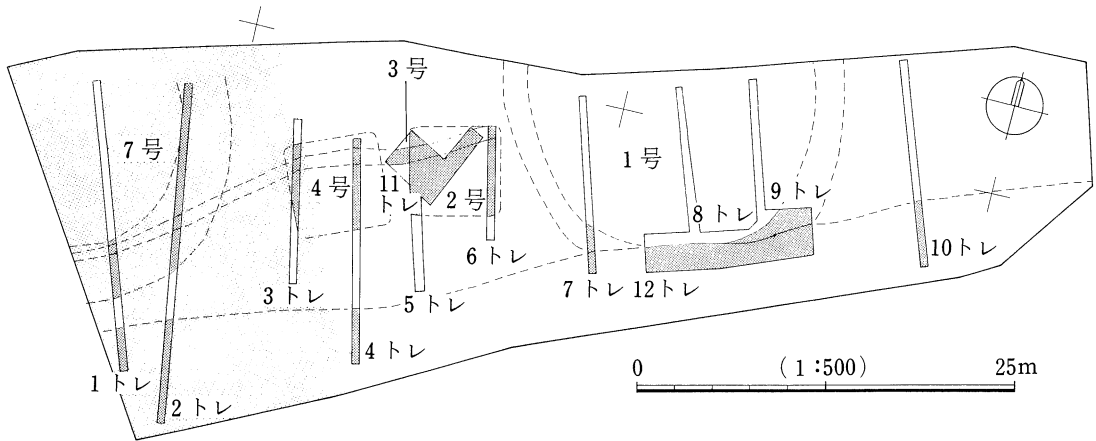 3 号
7 号
4 号
11
トレ
2 号
1 号
9 トレ
8 トレ
6 トレ
10 トレ
3 トレ
5 トレ
7 トレ
12トレ
4 トレ
1 トレ
2 トレ
0
(1:500)
25m